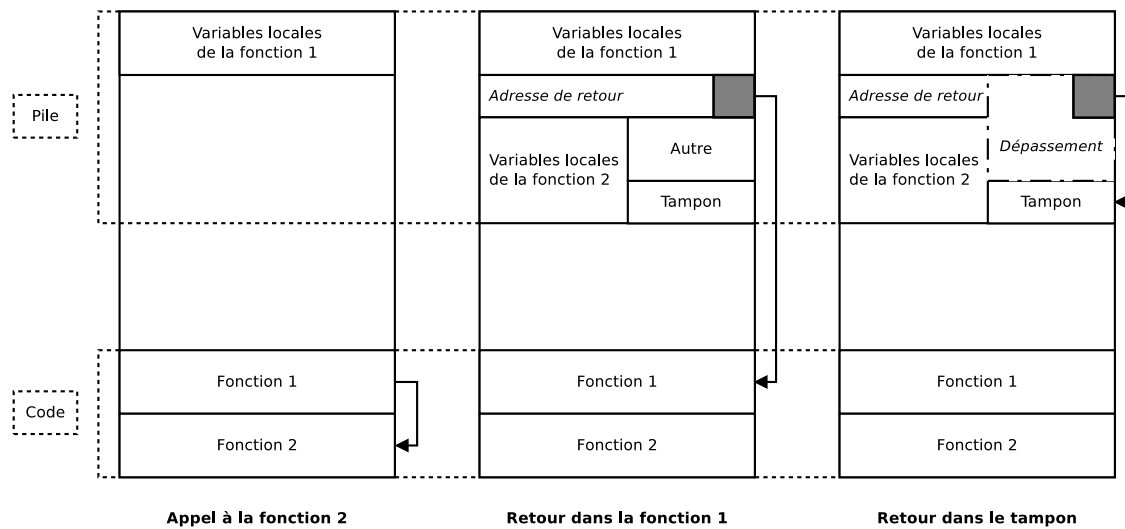 Pile
Code
Variables locales
de la fonction 1
Fonction 1
Fonction 2
Appel à la fonction 2
Variables locales
de la fonction 1
Adresse de retour
Variables locales
de la fonction 2
Autre
Tampon
Fonction 1
Fonction 2
Retour dans la fonction 1
Variables locales
de la fonction 1
Adresse de retour
Variables locales
de la fonction 2
Dépassement
Tampon
Fonction 1
Fonction 2
Retour dans le tampon